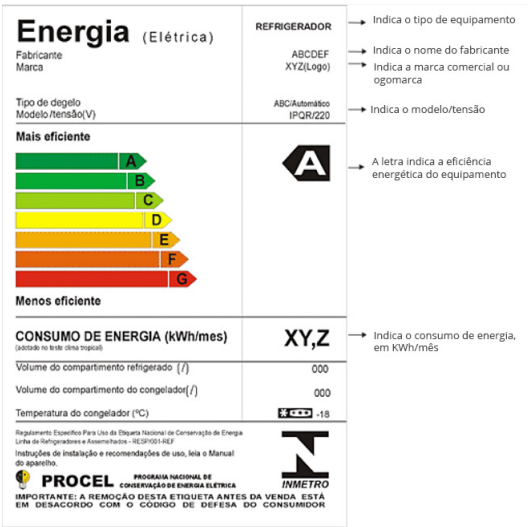 Energia (Elétrica)
REFRIGERADOR
Indica o tipo de equipamento
Fabricante
ABCDEF
Indica o nome do fabricante
Marca
XYZ(Logo)
Indica a marca comercial ou
ogomarca
Tipo de degelo
ABC/Automático
Modelo/tensão(V)
IPQR/220
Indica o modelo/tensão
Mais eficiente
A
B
C
D
E
F
G
A
A letra indica a eficiência
energética do equipamento
Menos eficiente
CONSUMO DE ENERGIA (kWh/mes)
(adotado no teste clima tropical)
XY,Z
Indica o consumo de energia,
em KWh/mês
Volume do compartimento refrigerado (l)
000
Volume do compartimento do congelador(l)
000
Temperatura do congelador (°C)
-18
Regulamento Específico Para Uso da Etiqueta Nacional de Conservação de Energia
Linha de Refrigeradores e Assemelhados - RESP/001-REF
Instruções de instalação e recomendações de uso, leia o Manual
do aparelho.
PROCEL
PROGRAMA NACIONAL DE
CONSERVAÇÃO DE ENERGIA ELÉTRICA
INMETRO
IMPORTANTE: A REMOÇÃO DESTA ETIQUETA ANTES DA VENDA ESTÁ
EM DESACORDO COM O CÓDIGO DE DEFESA DO CONSUMIDOR